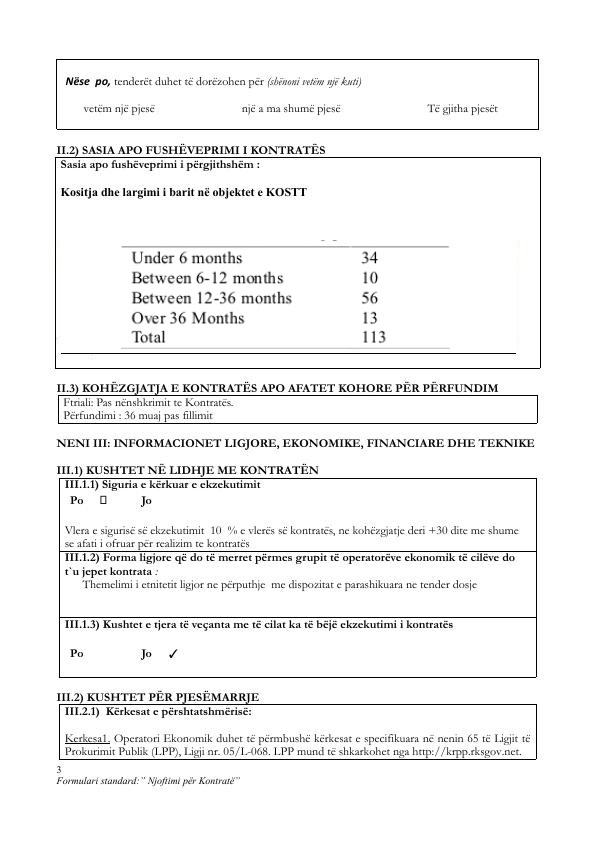 Nëse po, tenderët duhet të dorëzohen për (shënoni vetëm një kuti)
vetëm një pjesë një a ma shumë pjesë Të gjitha pjesët
II.2) SASIA APO FUSHËVEPRIMI I KONTRATËS
Sasia apo fushëveprimi i përgjithshëm :
Kositja dhe largimi i barit në objektet e KOSTT
Under 6 months 34
Between 6-12 months 10
Between 12-36 months 56
Over 36 Months 13
Total 113
II.3) KOHËZGJATJA E KONTRATËS APO AFATET KOHORE PËR PËRFUNDIM
Ftriali: Pas nënshkrimit te Kontratës.
Përfundimi : 36 muaj pas fillimit
NENI III: INFORMACIONET LIGJORE, EKONOMIKE, FINANCIARE DHE TEKNIKE
III.1) KUSHTET NË LIDHJE ME KONTRATËN
III.1.1) Siguria e kërkuar e ekzekutimit
Po Jo
Vlera e sigurisë së ekzekutimit 10 % e vlerës së kontratës, ne kohëzgjatje deri +30 dite me shume
se afati i ofruar për realizim te kontratës
III.1.2) Forma ligjore që do të merret përmes grupit të operatorëve ekonomik të cilëve do
t`u jepet kontrata :
Themelimi i etnitetit ligjor ne përputhje me dispozitat e parashikuara ne tender dosje
III.1.3) Kushtet e tjera të veçanta me të cilat ka të bëjë ekzekutimi i kontratës
Po Jo ✓
III.2) KUSHTET PËR PJESËMARRJE
III.2.1) Kërkesat e përshtatshmërisë:
Kerkesa1. Operatori Ekonomik duhet të përmbushë kërkesat e specifikuara në nenin 65 të Ligjit të
Prokurimit Publik (LPP), Ligji nr. 05/L-068. LPP mund të shkarkohet nga http://krpp.rksgov.net.
3
Formulari standard:” Njoftimi për Kontratë”